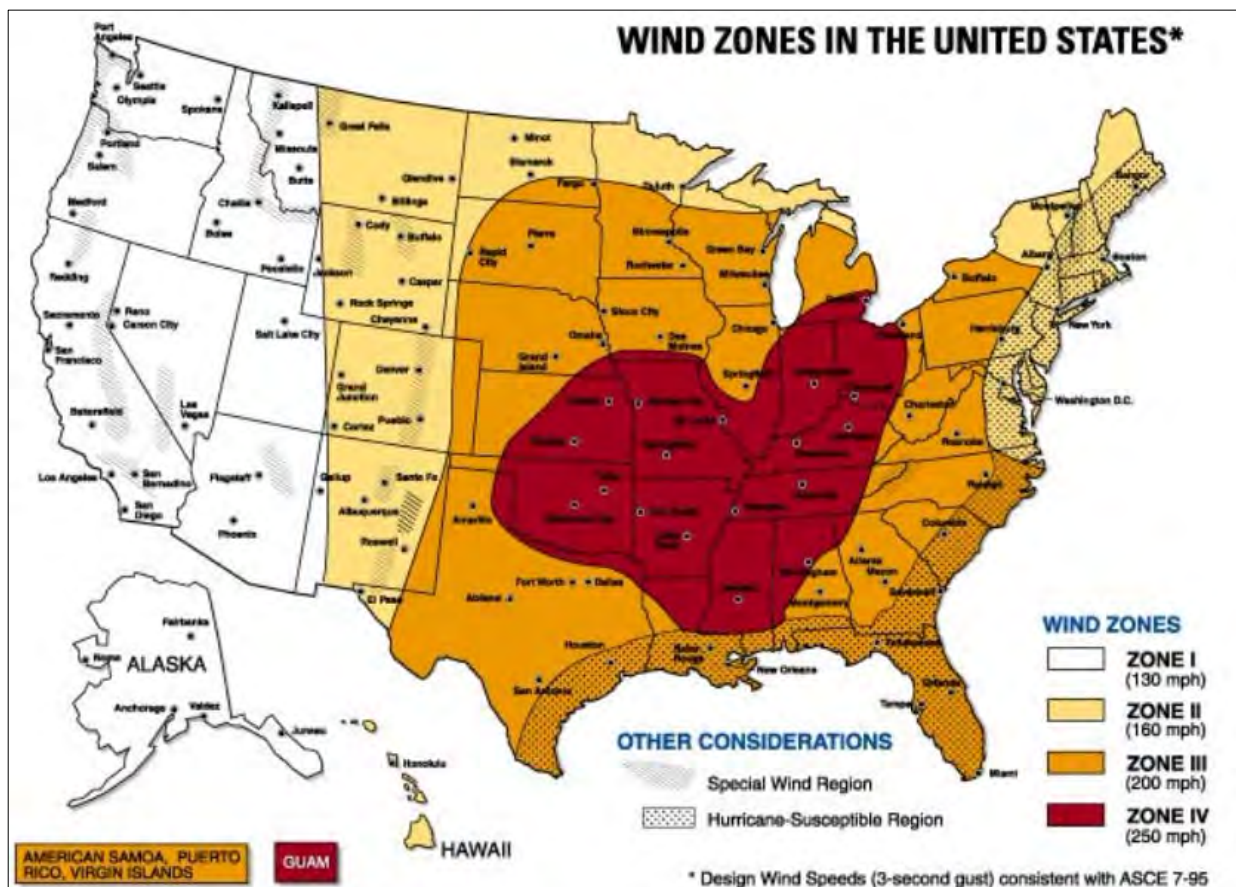 WIND ZONES IN THE UNITED STATES*
Port
Angeles
Seattle
Olympia
Spokane
Kalispell
Great Falls
Minot
Bismarck
Fargo
Duluth
Portland
Salem
Missoula
Butte
Glendive
Billings
Bangor
Montpelier
Medford
Challis
Boise
Cody
Buffalo
Pierre
Rapid
City
Minneapolis
Rochester
Green Bay
Milwaukee
Buffalo
Albany
Boston
Redding
Pocatello
Jackson
Casper
Rock Springs
Cheyenne
Sioux City
Des
Moines
Omaha
Grand
Island
Chicago
Harrisburg
New York
Sacramento
San
Francisco
Reno
Carson City
Salt Lake City
Denver
Grand
Junction
Pueblo
Cortez
Springfield
Charleston
Roanoke
Washington D.C.
Bakersfield
Las
Vegas
Los Angeles
San
Bernadino
San
Diego
Flagstaff
Phoenix
Gallup
Santa Fe
Albuquerque
Roswell
El Paso
Amarillo
Raleigh
Columbia
Atlanta
Macon
Savannah
Birmingham
Montgomery
Fort Worth
Dallas
Abilene
Houston
San Antonio
Baton
Rouge
New Orleans
Tallahassee
Orlando
Tampa
Miami
Fairbanks
Nome
ALASKA
Anchorage
Valdez
Juneau
Honolulu
HAWAII
AMERICAN SAMOA, PUERTO
RICO, VIRGIN ISLANDS
GUAM
OTHER CONSIDERATIONS
Special Wind Region
Hurricane-Susceptible Region
WIND ZONES
ZONE I
(130 mph)
ZONE II
(160 mph)
ZONE III
(200 mph)
ZONE IV
(250 mph)
* Design Wind Speeds (3-second gust) consistent with ASCE 7-95